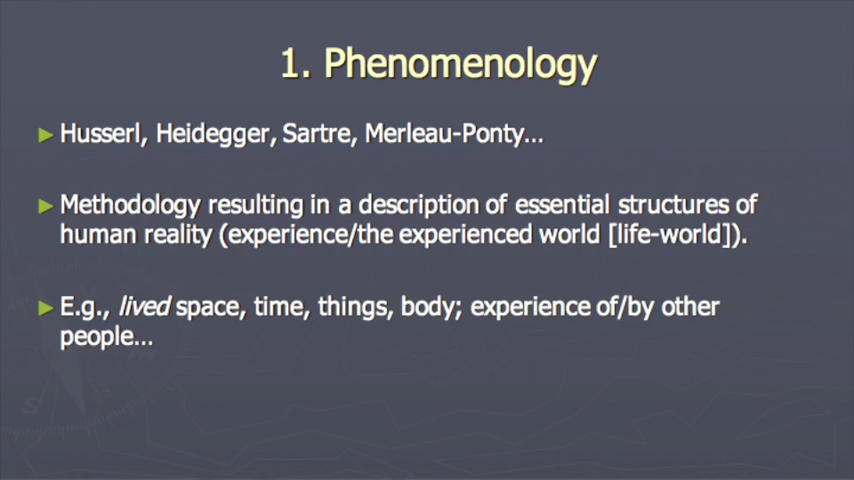 1. Phenomenology
► Husserl, Heidegger, Sartre, Merleau-Ponty...
► Methodology resulting in a description of essential structures of
human reality (experience/the experienced world [life-world]).
► E.g., lived space, time, things, body; experience of/by other
people...
S